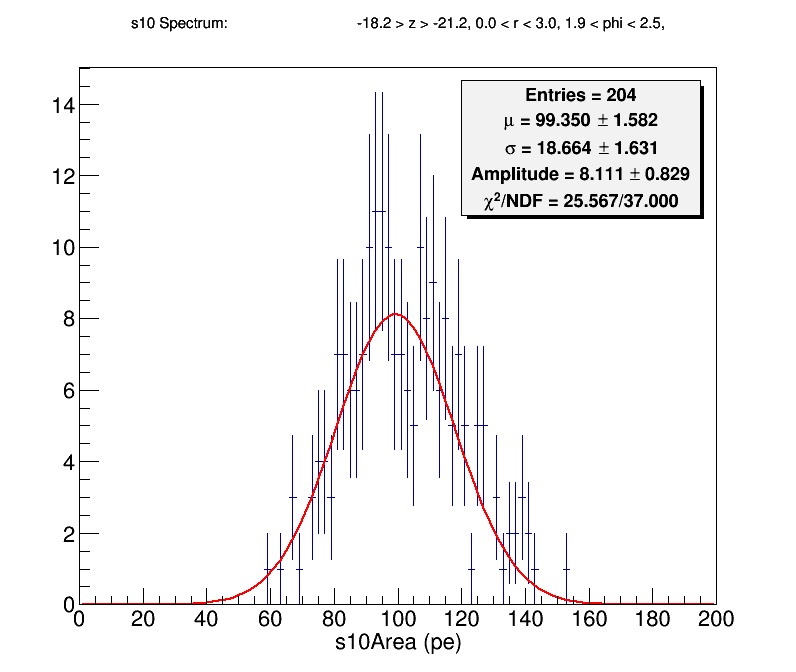 s10 Spectrum: -18.2 > z > -21.2, 0.0 < r < 3.0, 1.9 < phi < 2.5,
Entries = 204
μ = 99.350 ± 1.582
σ = 18.664 ± 1.631
Amplitude = 8.111 ± 0.829
χ²/NDF = 25.567/37.000
14
12
10
8
6
4
2
0
0 20 40 60 80 100 120 140 160 180 200
s10Area (pe)